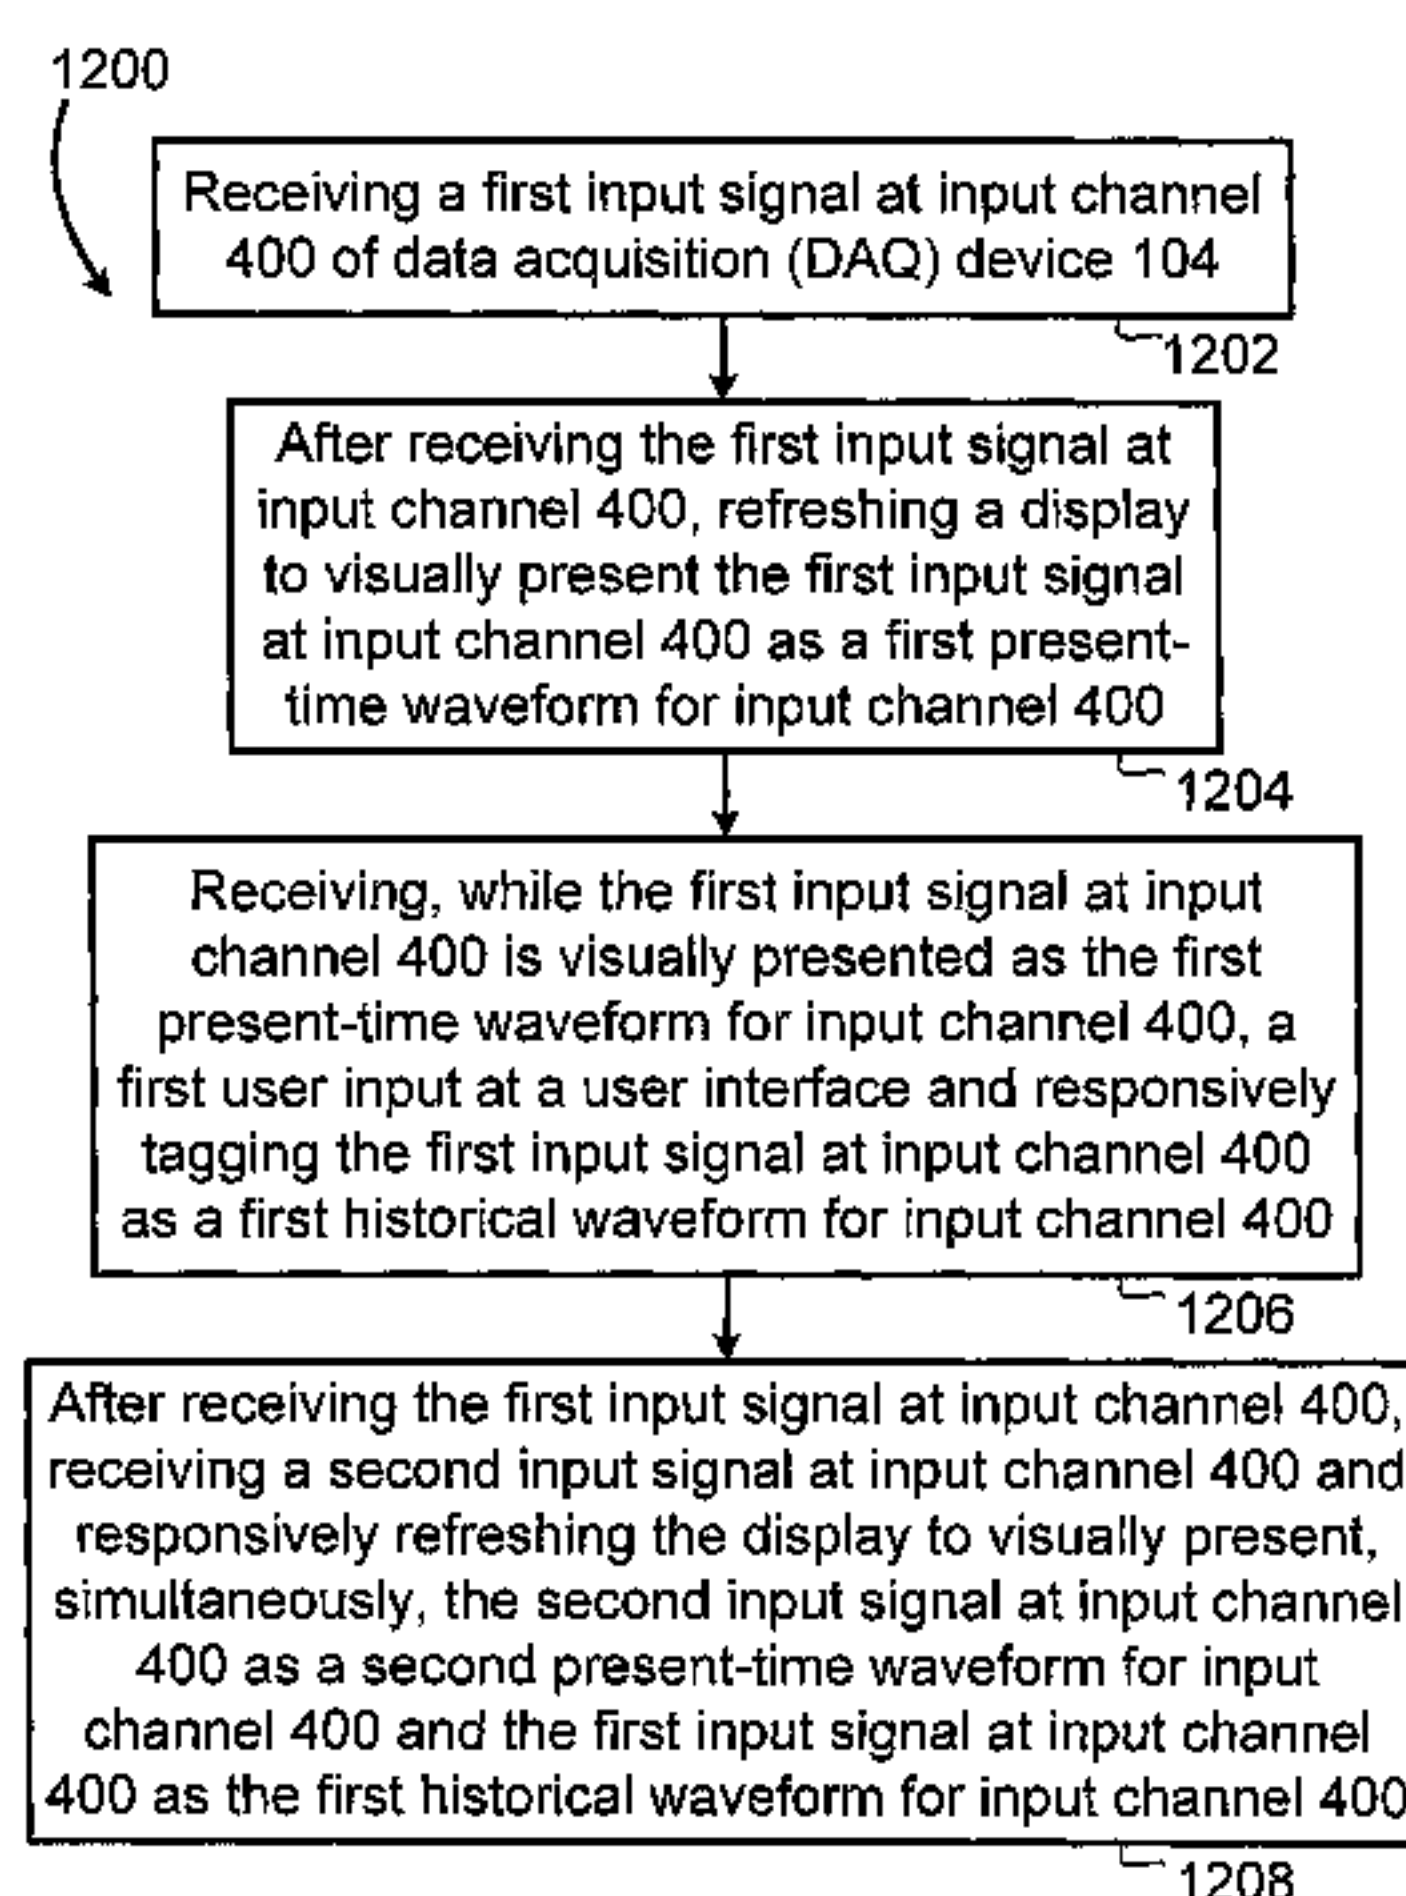 1200
Receiving a first input signal at input channel
400 of data acquisition (DAQ) device 104
1202
After receiving the first input signal at
input channel 400, refreshing a display
to visually present the first input signal
at input channel 400 as a first present-
time waveform for input channel 400
1204
Receiving, while the first input signal at input
channel 400 is visually presented as the first
present-time waveform for input channel 400, a
first user input at a user interface and responsively
tagging the first input signal at input channel 400
as a first historical waveform for input channel 400
1206
After receiving the first input signal at input channel 400,
receiving a second input signal at input channel 400 and
responsively refreshing the display to visually present,
simultaneously, the second input signal at input channel
400 as a second present-time waveform for input
channel 400 and the first input signal at input channel
400 as the first historical waveform for input channel 400
1208